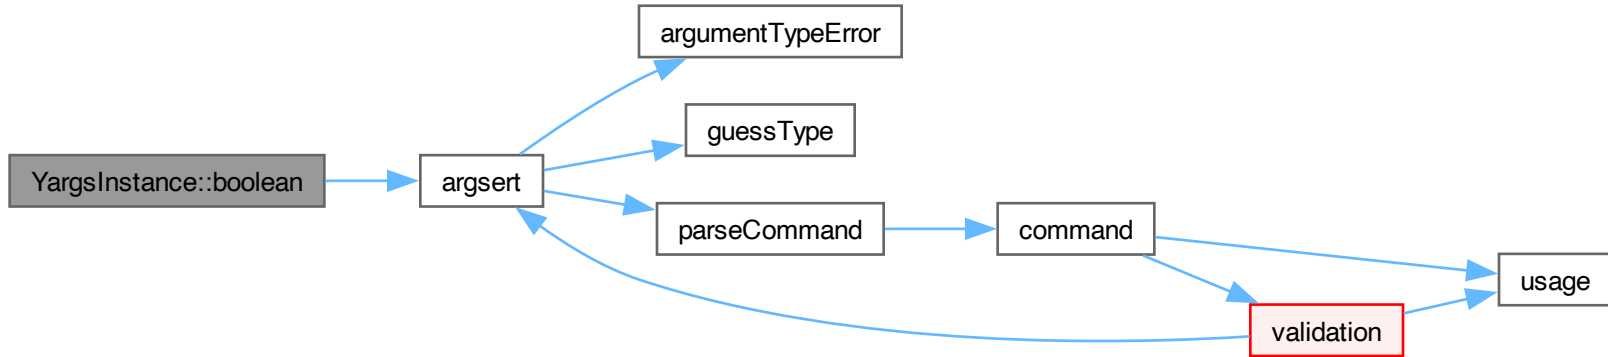 YargsInstance::boolean
argsert
argumentTypeError
guessType
parseCommand
command
usage
validation